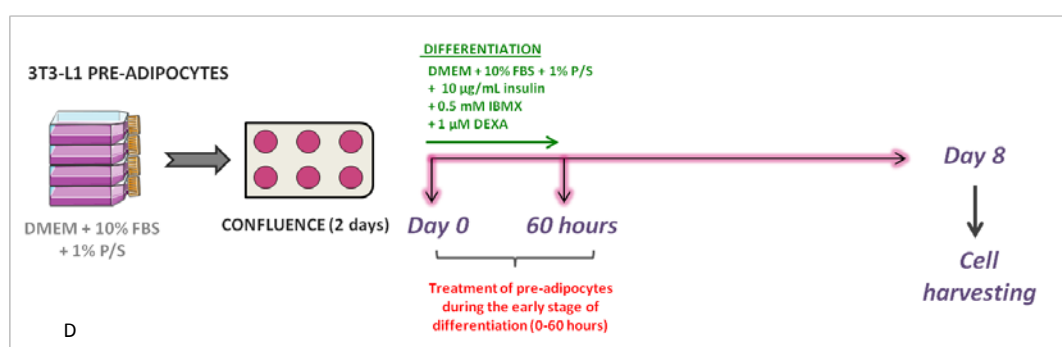 3T3-L1 PRE-ADIPOCYTES
DMEM + 10% FBS
+ 1% P/S
CONFLUENCE (2 days)
DIFFERENTIATION
DMEM + 10% FBS + 1% P/S
+ 10 µg/mL insulin
+ 0.5 mM IBMX
+ 1 µM DEXA
Day 0
60 hours
Treatment of pre-adipocytes
during the early stage of
differentiation (0-60 hours)
Day 8
Cell
harvesting
D